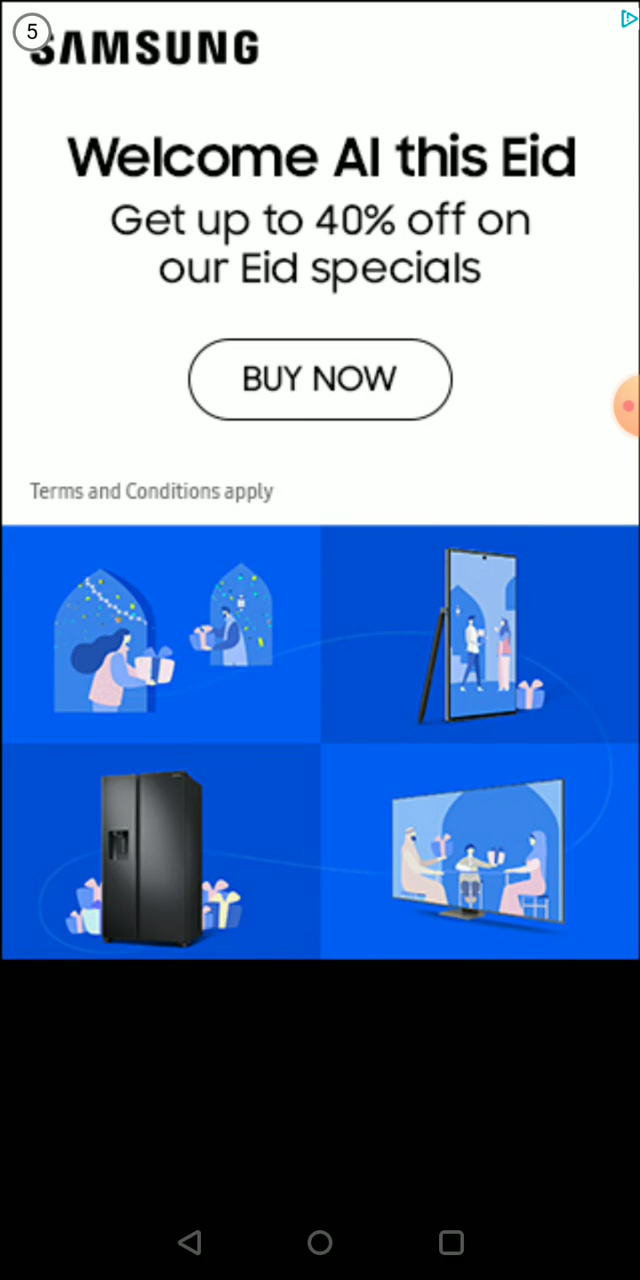 5
SAMSUNG
Welcome AI this Eid
Get up to 40% off on
our Eid specials
BUY NOW
Terms and Conditions apply